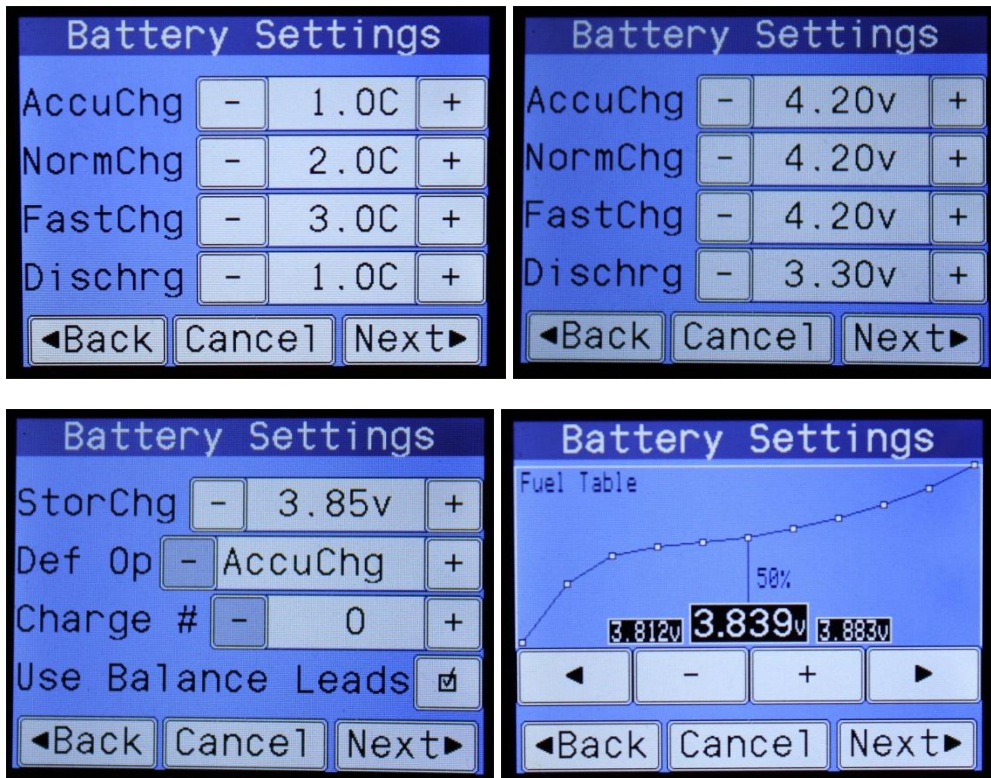 Battery Settings
AccuChg - 1.0C +
NormChg - 2.0C +
FastChg - 3.0C +
Dischrg - 1.0C +
◄Back Cancel Next►
Battery Settings
AccuChg - 4.20v +
NormChg - 4.20v +
FastChg - 4.20v +
Dischrg - 3.30v +
◄Back Cancel Next►
Battery Settings
StorChg - 3.85v +
Def Op - AccuChg +
Charge # - 0 +
Use Balance Leads ☑
◄Back Cancel Next►
Battery Settings
Fuel Table
50%
3.812v 3.839v 3.883v
◄ - + ►
◄Back Cancel Next►